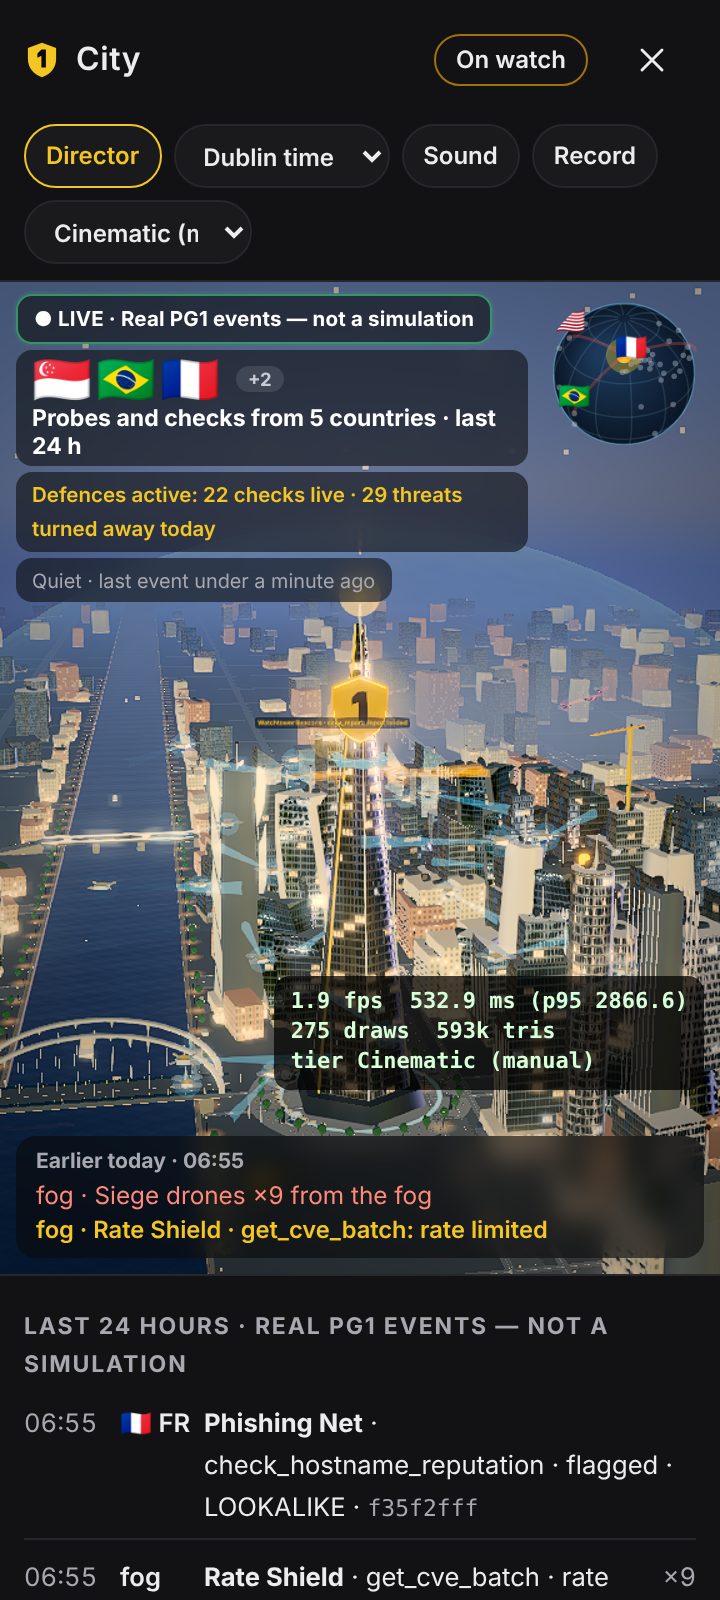 1 City On watch
Director Dublin time Sound Record
Cinematic (n
LIVE · Real PG1 events — not a simulation
+2
Probes and checks from 5 countries · last
24 h
Defences active: 22 checks live · 29 threats
turned away today
Quiet · last event under a minute ago
1
1.9 fps 532.9 ms (p95 2866.6)
275 draws 593k tris
tier Cinematic (manual)
Earlier today · 06:55
fog · Siege drones ×9 from the fog
fog · Rate Shield · get_cve_batch: rate limited
LAST 24 HOURS · REAL PG1 EVENTS — NOT A
SIMULATION
06:55 FR Phishing Net ·
check_hostname_reputation · flagged ·
LOOKALIKE · f35f2fff
06:55 fog Rate Shield · get_cve_batch · rate ×9